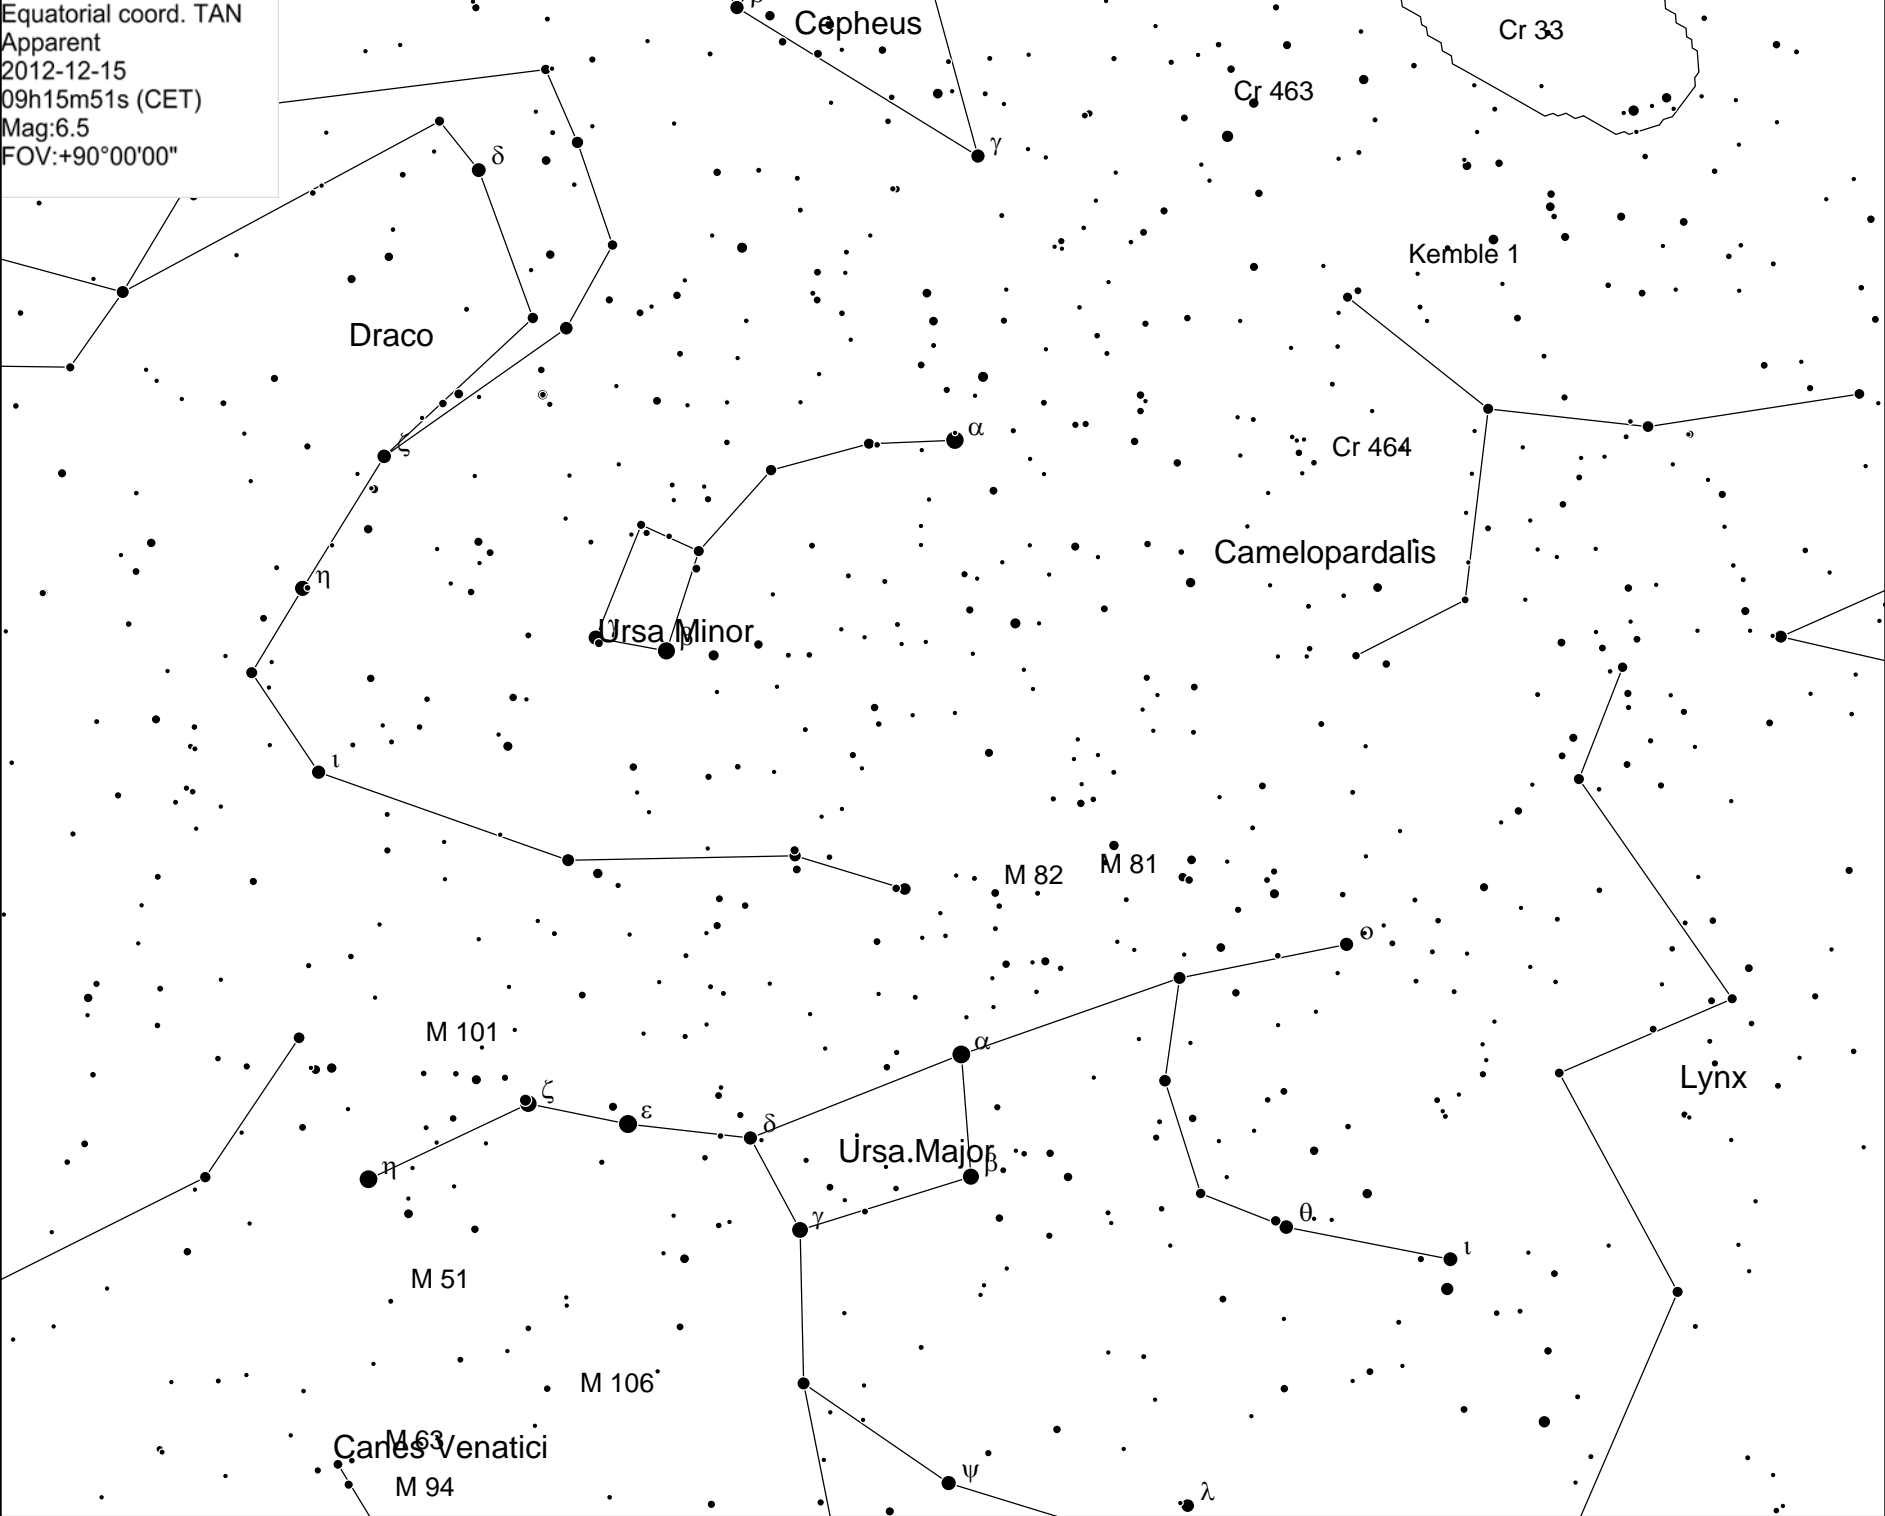 Equatorial coord. TAN
Apparent
2012-12-15
09h15m51s (CET)
Mag:6.5
FOV:+90°00'00"
β
Cepheus
Cr 33
Cr 463
γ
δ
Kemble 1
Draco
ζ
α
Cr 464
Camelopardalis
η
γ
Ursa Minor
β
ι
M 82
M 81
ο
M 101
α
Lynx
ζ
ε
δ
Ursa Major
β
η
γ
θ
ι
M 51
M 106
M 63
Canes Venatici
M 94
ψ
λ